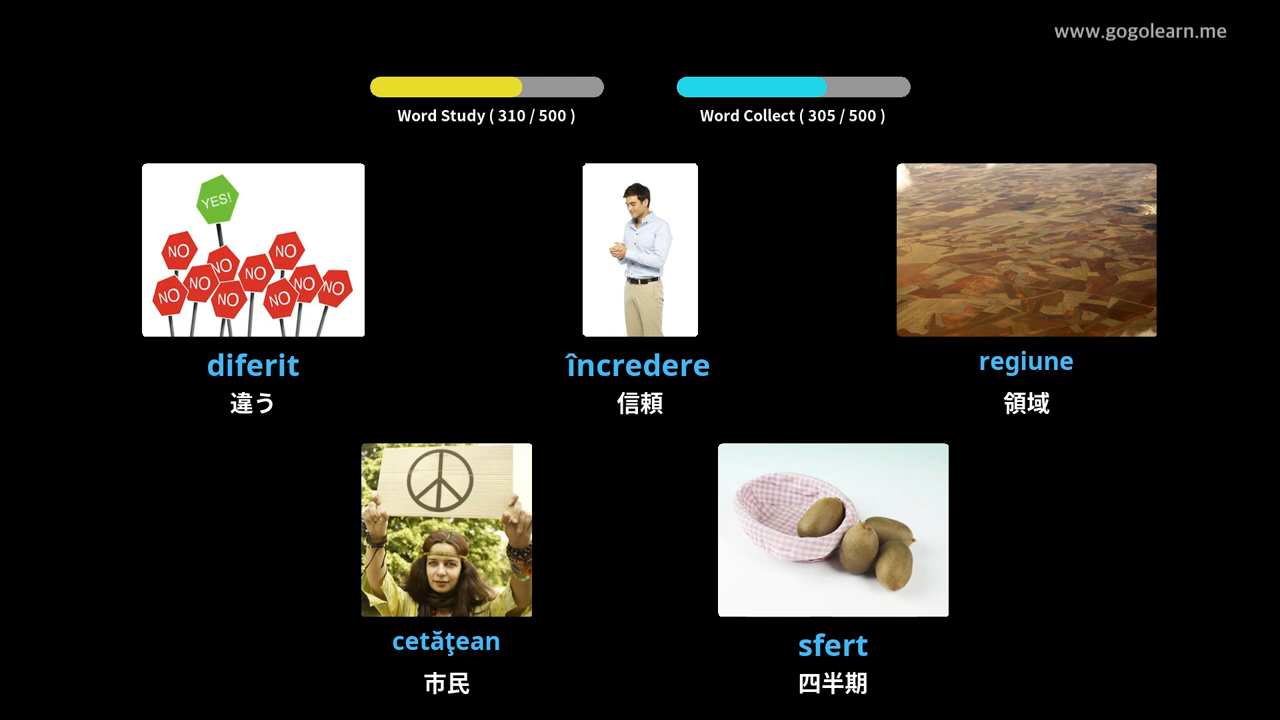 www.gogolearn.me
Word Study ( 310 / 500 )
Word Collect ( 305 / 500 )
YES!
NO
NO
NO
NO
NO
NO
NO
NO
NO
NO
diferit
違う
încredere
信頼
regiune
領域
cetăţean
市民
sfert
四半期